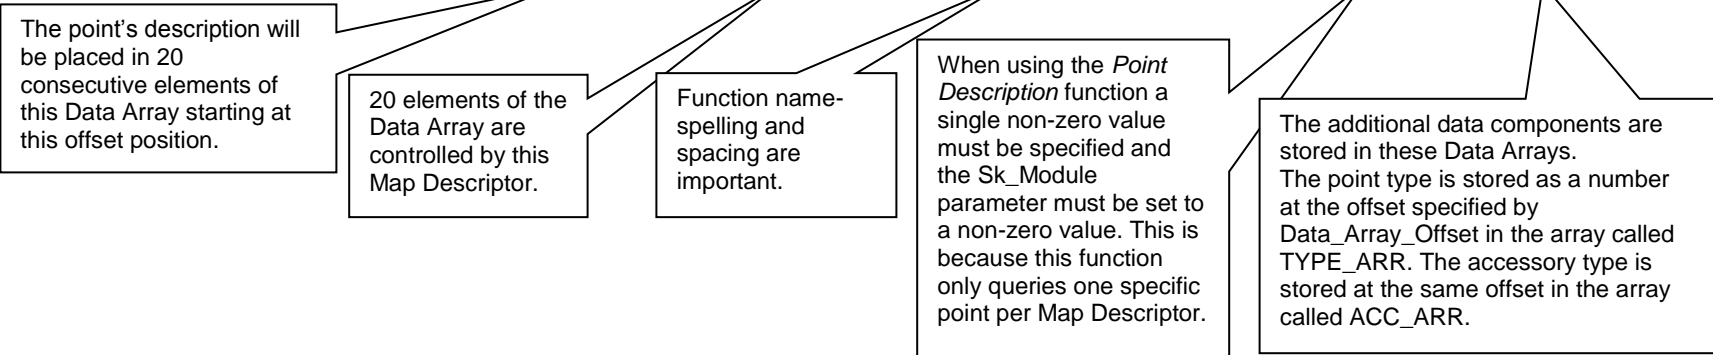 The point's description will
be placed in 20
consecutive elements of
this Data Array starting at
this offset position.
20 elements of the
Data Array are
controlled by this
Map Descriptor.
Function name-
spelling and
spacing are
important.
When using the Point
Description function a
single non-zero value
must be specified and
the Sk_Module
parameter must be set to
a non-zero value. This is
because this function
only queries one specific
point per Map Descriptor.
The additional data components are
stored in these Data Arrays.
The point type is stored as a number
at the offset specified by
Data_Array_Offset in the array called
TYPE_ARR. The accessory type is
stored at the same offset in the array
called ACC_ARR.